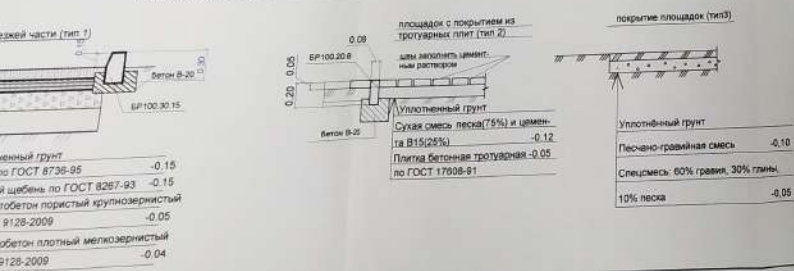 части (тип 1)
0.30
Бетон В-20
БР100.30.15
грунт
ГОСТ 8736-95 -0.15
щебень по ГОСТ 8267-93 -0.15
пористый крупнозернистый
9128-2009 -0.05
плотный мелкозернистый
9128-2009 -0.04
площадок с покрытием из
тротуарных плит (тип 2)
0.08
БР100.20.8
швы заполнить цемент-
ным раствором
0.05
0.20
Бетон В-20
Уплотненный грунт
Сухая смесь песка(75%) и цемен-
та В15(25%) -0.12
Плитка бетонная тротуарная -0.05
по ГОСТ 17608-91
покрытие площадок (тип3)
Уплотнённый грунт
Песчано-гравийная смесь -0,10
Спецсмесь: 60% гравия, 30% глины,
10% песка -0,05